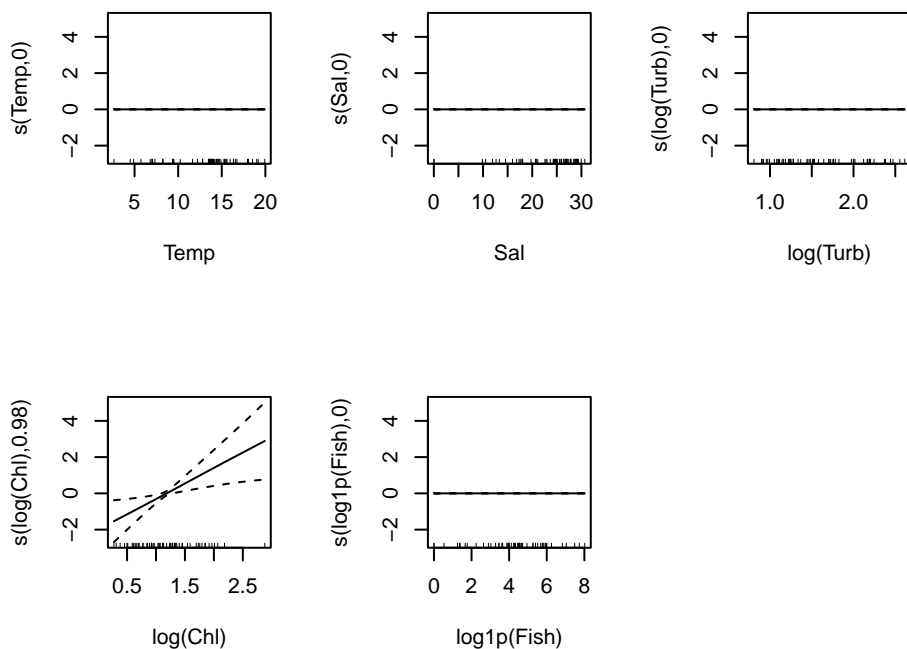 s(Temp,0)
−2 0 2 4
5 10 15 20
Temp
s(Sal,0)
−2 0 2 4
0 10 20 30
Sal
s(log(Turb),0)
−2 0 2 4
1.0 2.0
log(Turb)
s(log(Chl),0.98)
−2 0 2 4
0.5 1.5 2.5
log(Chl)
s(log1p(Fish),0)
−2 0 2 4
0 2 4 6 8
log1p(Fish)